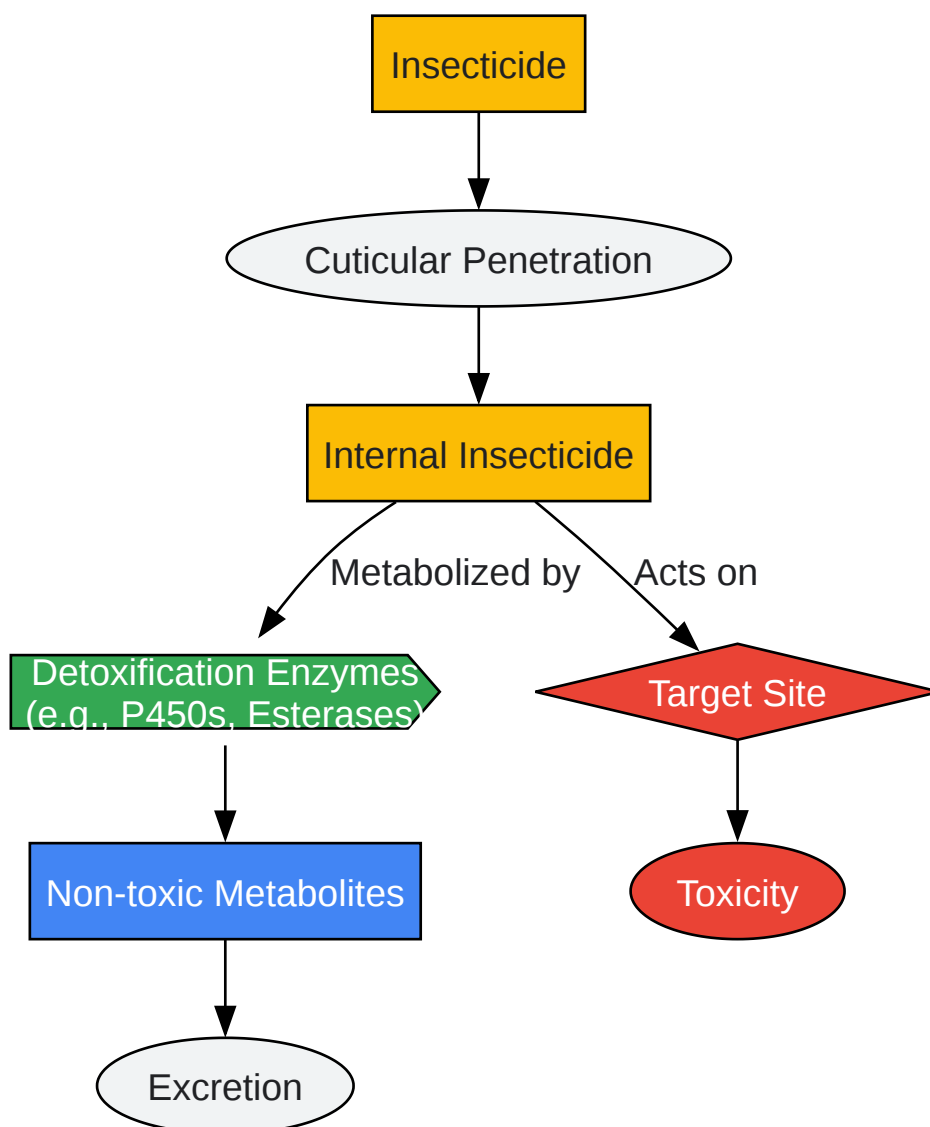 Insecticide
Cuticular Penetration
Internal Insecticide
Metabolized by
Acts on
Detoxification Enzymes
(e.g., P450s, Esterases)
Target Site
Non-toxic Metabolites
Toxicity
Excretion